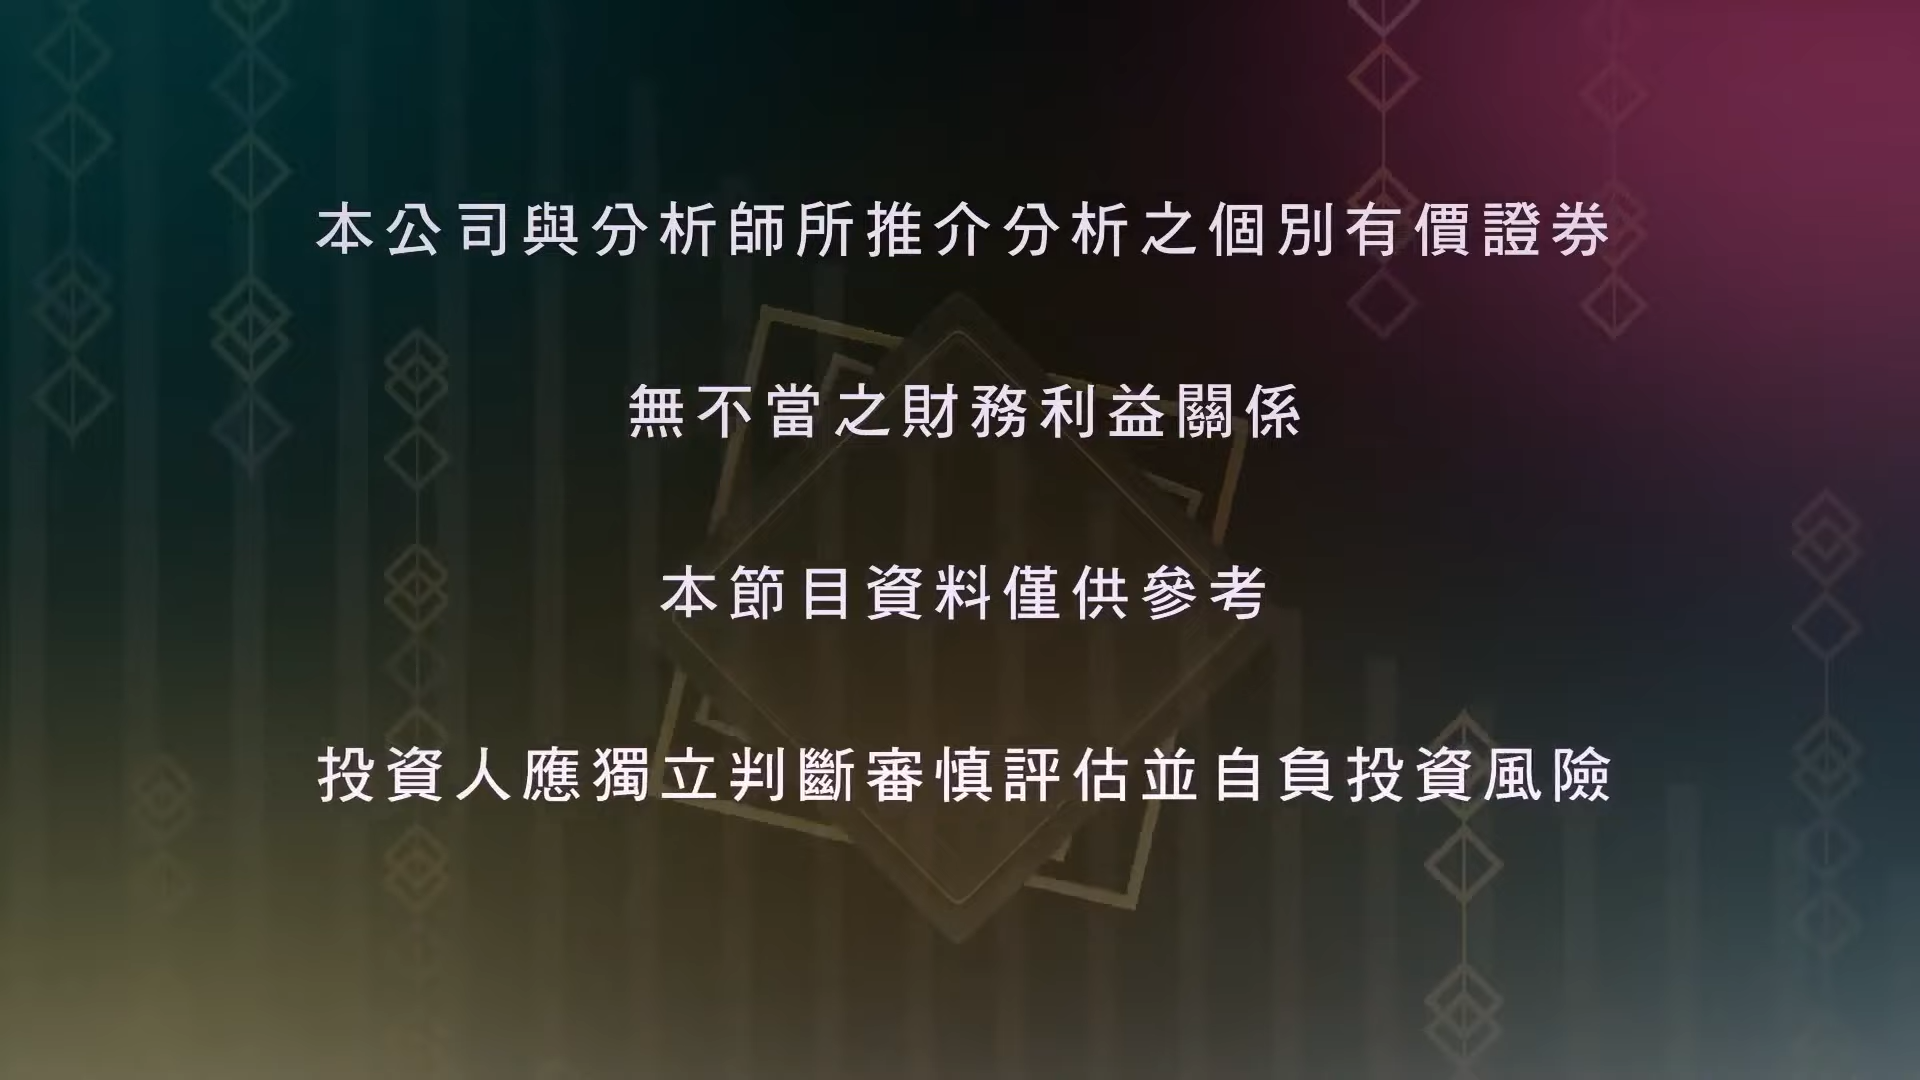 本公司與分析師所推介分析之個別有價證券
無不當之財務利益關係
本節目資料僅供參考
投資人應獨立判斷審慎評估並自負投資風險